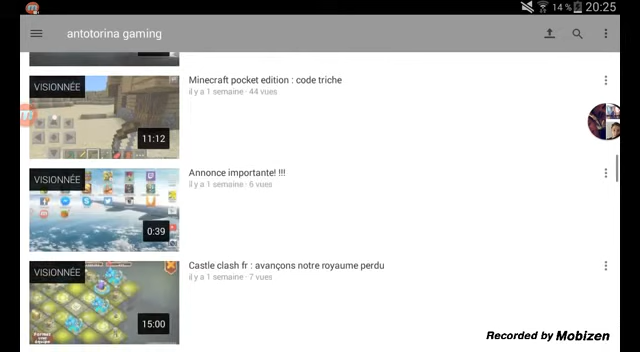 14 % 20:25
antotorina gaming
VISIONNÉE
11:12
Minecraft pocket edition : code triche
il y a 1 semaine · 44 vues
VISIONNÉE
0:39
Annonce importante! !!!
il y a 1 semaine · 6 vues
VISIONNÉE
15:00
Castle clash fr : avançons notre royaume perdu
il y a 1 semaine · 7 vues
Recorded by Mobizen